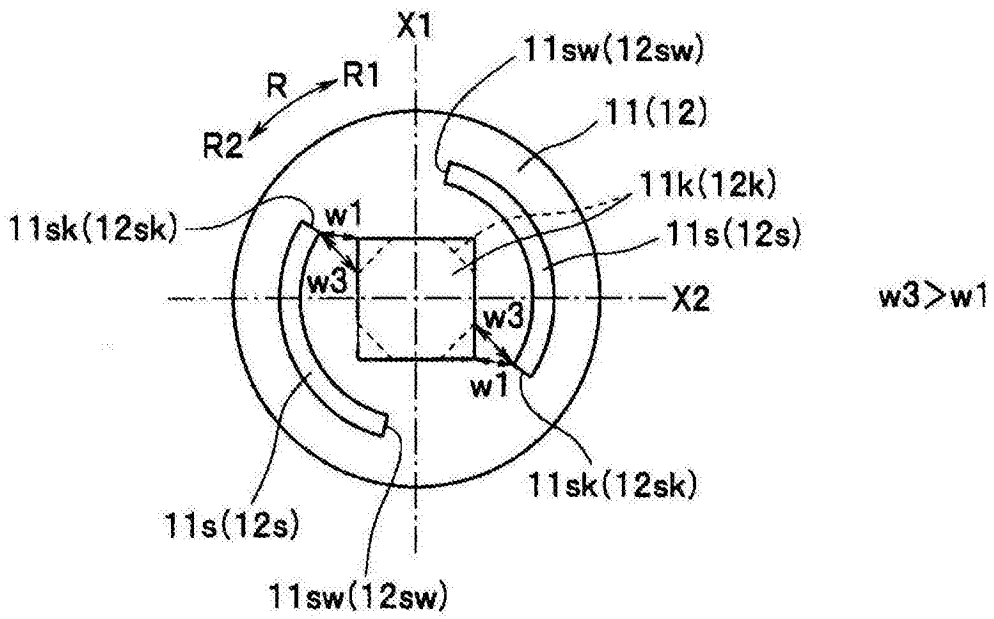 X1
11sw(12sw)
R
R1
R2
11(12)
11k(12k)
11sk(12sk)
w1
11s(12s)
w3
X2
w3>w1
w3
w1
11sk(12sk)
11s(12s)
11sw(12sw)